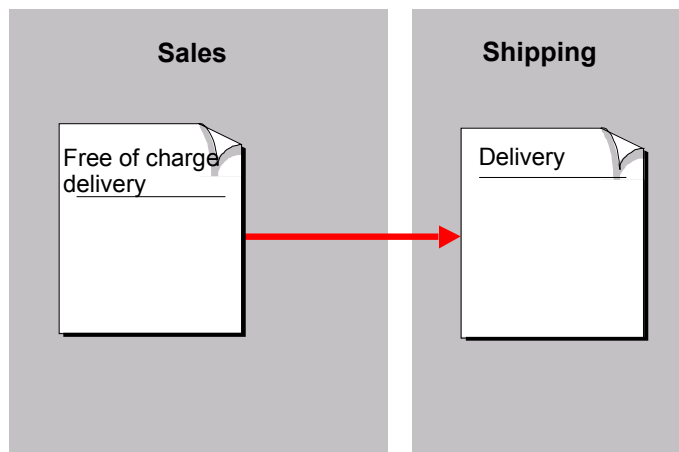 Sales
Free of charge
delivery
Shipping
Delivery